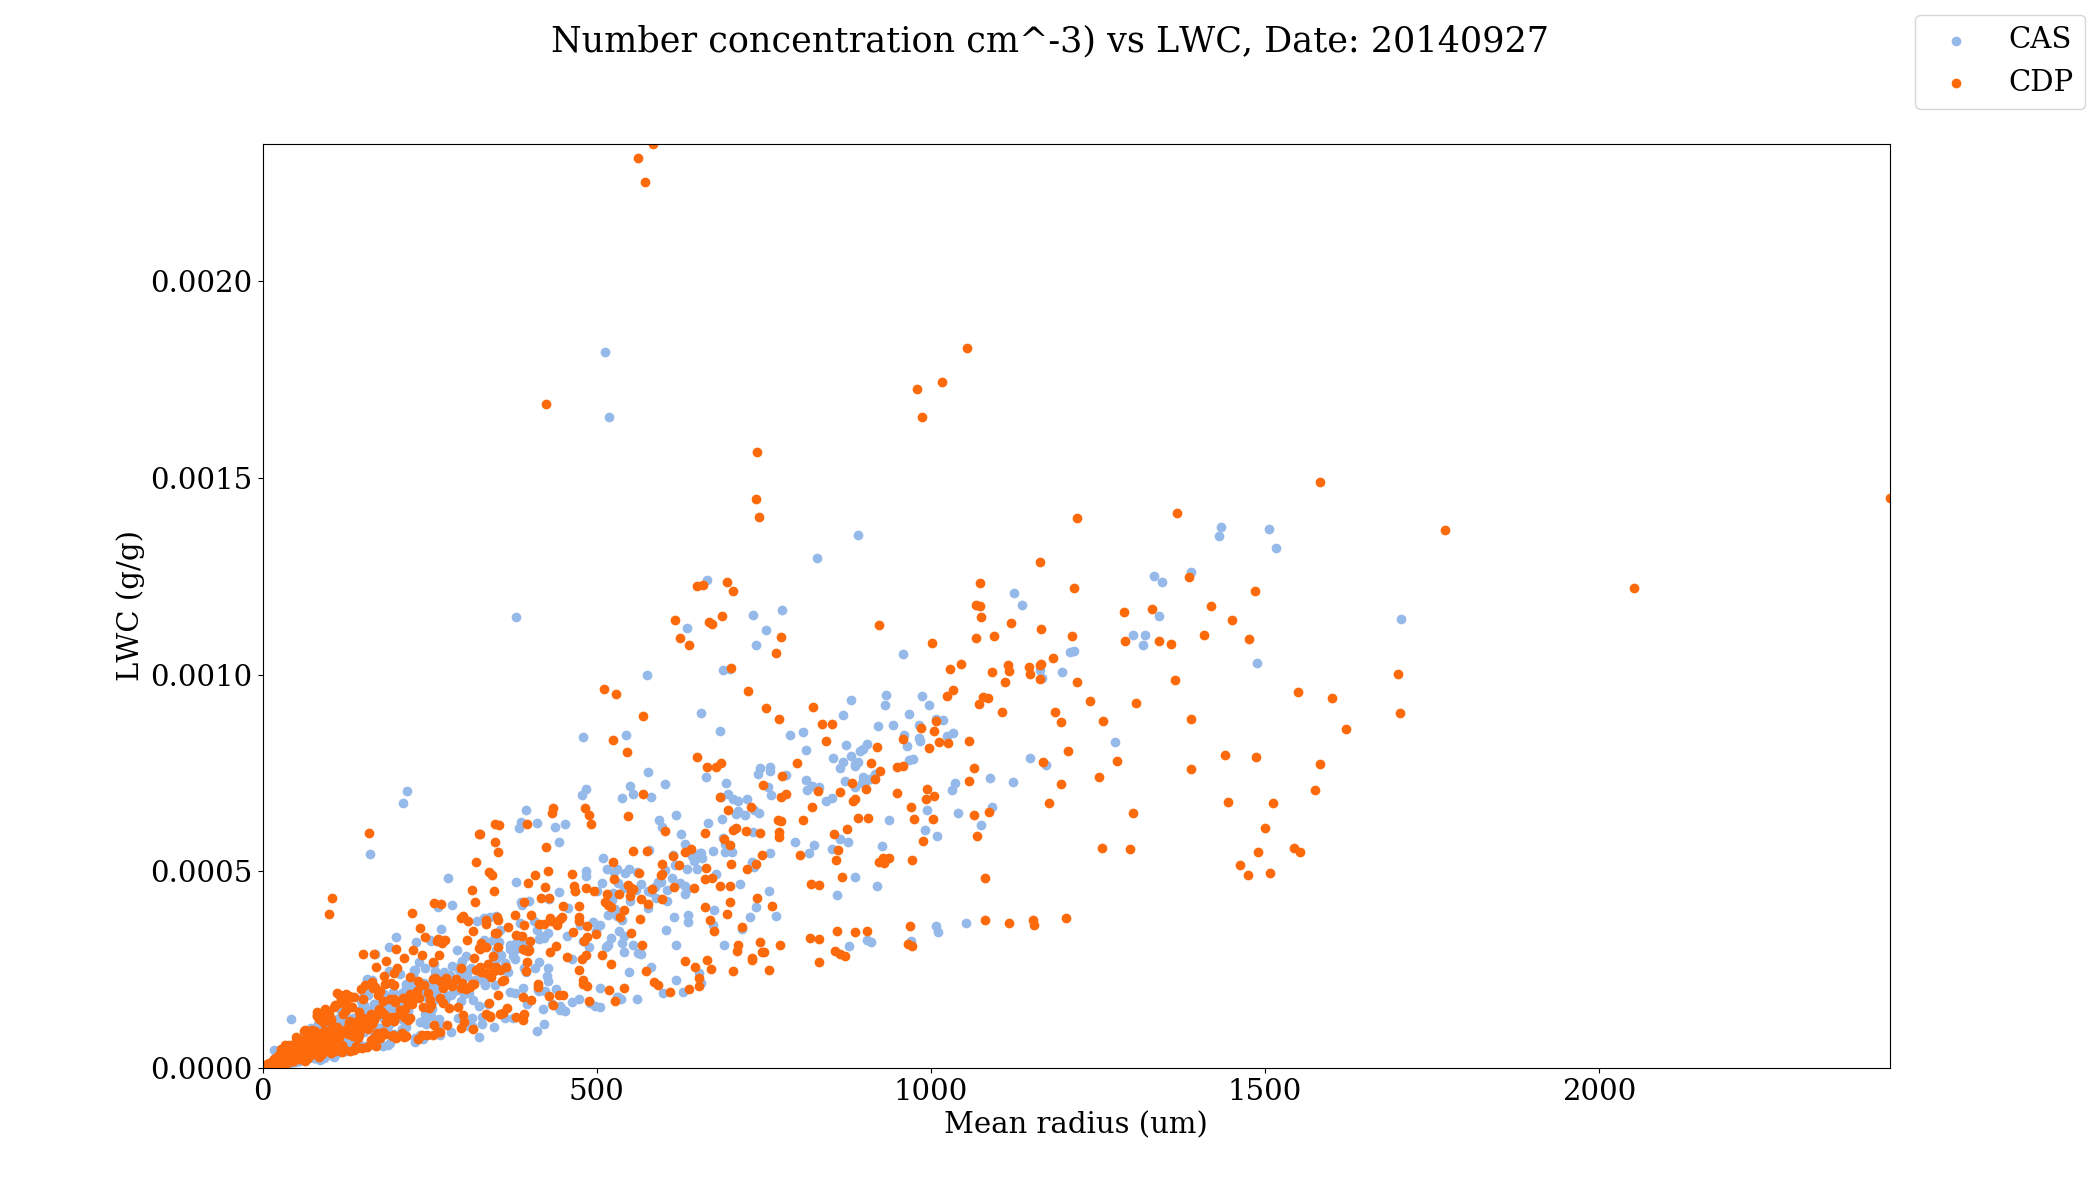 Number concentration cm^-3) vs LWC, Date: 20140927
CAS
CDP
LWC (g/g)
0.0020
0.0015
0.0010
0.0005
0.0000
0 500 1000 1500 2000
Mean radius (um)